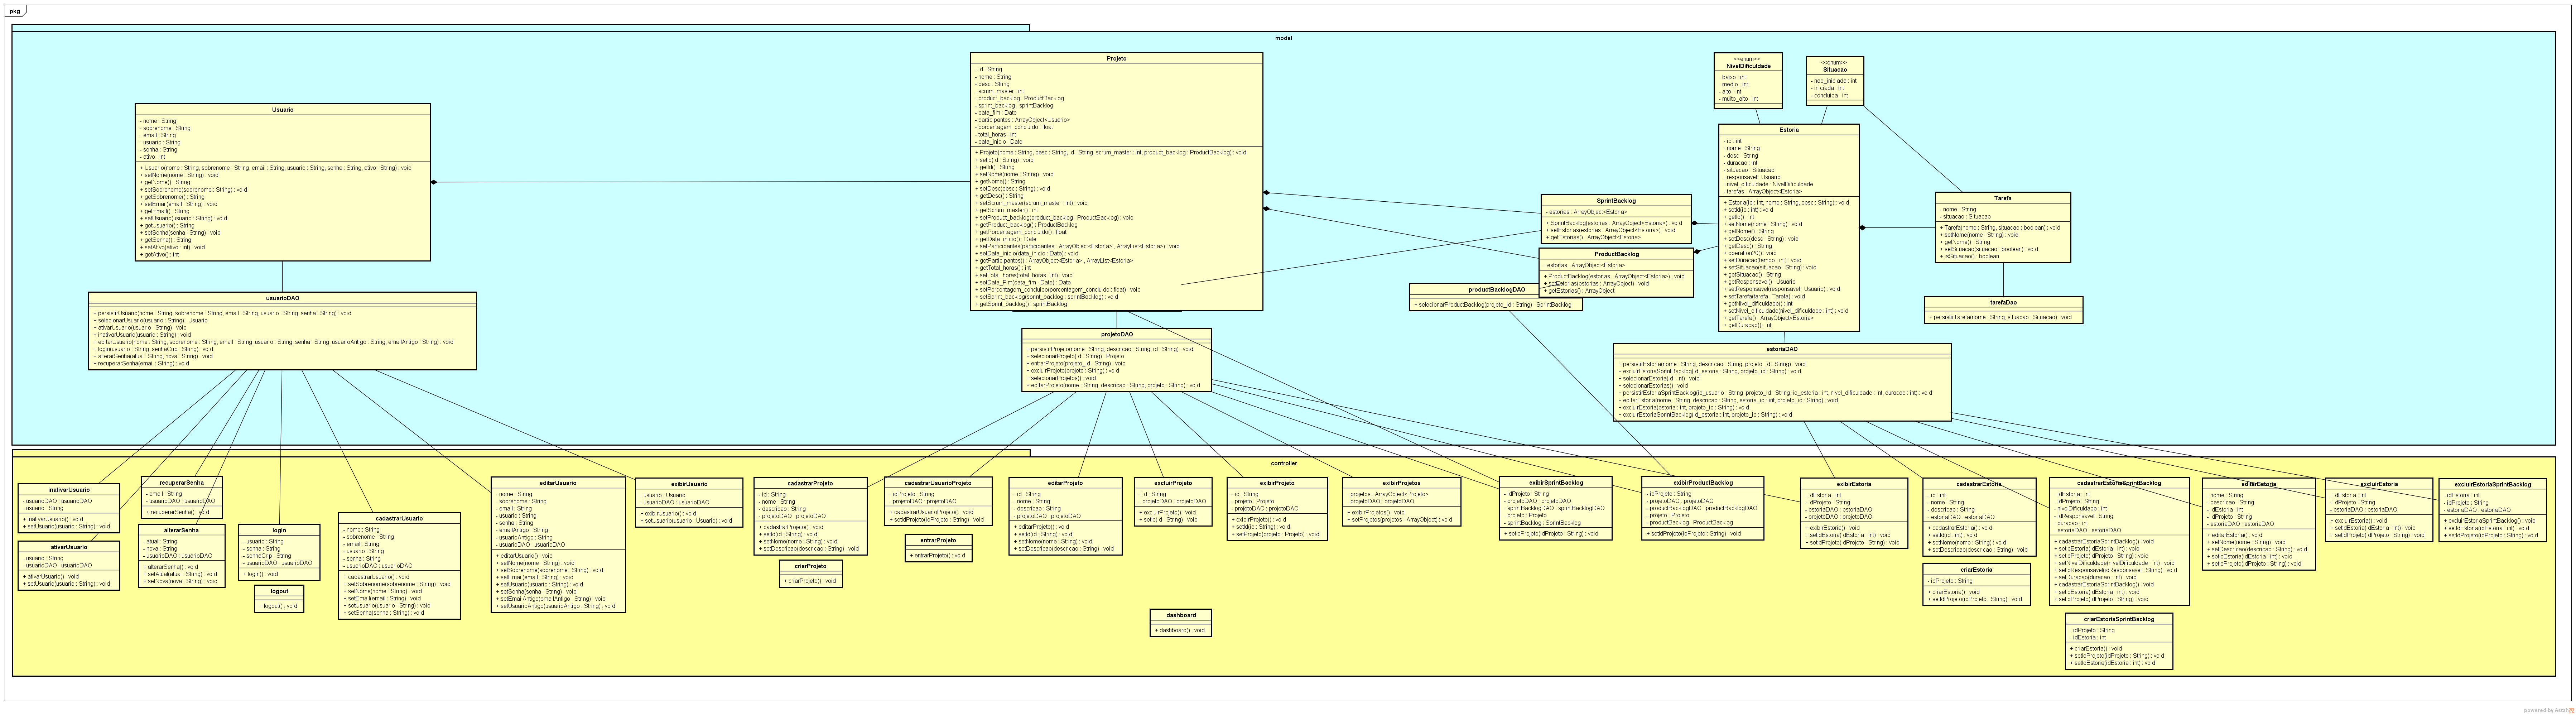 pkg
model
Usuario
- nome : String
- sobrenome : String
- email : String
- usuario : String
- senha : String
- ativo : int
+ Usuario(nome : String, sobrenome : String, email : String, usuario : String, senha : String, ativo : String) : void
+ setNome(nome : String) : void
+ getNome() : String
+ setSobrenome(sobrenome : String) : void
+ getSobrenome() : String
+ setEmail(email : String) : void
+ getEmail() : String
+ setUsuario(usuario : String) : void
+ getUsuario() : String
+ setSenha(senha : String) : void
+ getSenha() : String
+ setAtivo(ativo : int) : void
+ getAtivo() : int
usuarioDAO
+ persistirUsuario(nome : String, sobrenome : String, email : String, usuario : String, senha : String) : void
+ selecionarUsuario(usuario : String) : Usuario
+ ativarUsuario(usuario : String) : void
+ inativarUsuario(usuario : String) : void
+ editarUsuario(nome : String, sobrenome : String, email : String, usuario : String, senha : String, usuarioAntigo : String, emailAntigo : String) : void
+ login(usuario : String, senhaCrip : String) : void
+ alterarSenha(atual : String, nova : String) : void
+ recuperarSenha(email : String) : void
Projeto
- id : String
- nome : String
- desc : String
- scrum_master : int
- product_backlog : ProductBacklog
- sprint_backlog : sprintBacklog
- data_fim : Date
- participantes : ArrayObject<Usuario>
- porcentagem_concluido : float
- total_horas : int
- data_inicio : Date
+ Projeto(nome : String, desc : String, id : String, scrum_master : int, product_backlog : ProductBacklog) : void
+ setId(id : String) : void
+ getId() : String
+ setNome(nome : String) : void
+ getNome() : String
+ setDesc(desc : String) : void
+ getDesc() : String
+ setScrum_master(scrum_master : int) : void
+ getScrum_master() : int
+ setProduct_backlog(product_backlog : ProductBacklog) : void
+ getProduct_backlog() : ProductBacklog
+ getPorcentagem_concluido() : float
+ getData_inicio() : Date
+ setParticipantes(participantes : ArrayObject<Estoria> , ArrayList<Estoria>) : void
+ setData_inicio(data_inicio : Date) : void
+ getParticipantes() : ArrayObject<Estoria> , ArrayList<Estoria>
+ getTotal_horas() : int
+ setTotal_horas(total_horas : int) : void
+ setData_Fim(data_fim : Date) : Date
+ setPorcentagem_concluido(porcentagem_concluido : float) : void
+ setSprint_backlog(sprint_backlog : sprintBacklog) : void
+ getSprint_backlog() : sprintBacklog
projetoDAO
+ persistirProjeto(nome : String, descricao : String, id : String) : void
+ selecionarProjeto(id : String) : Projeto
+ entrarProjeto(projeto_id : String) : void
+ excluirProjeto(projeto : String) : void
+ selecionarProjetos() : void
+ editarProjeto(nome : String, descricao : String, projeto : String) : void
SprintBacklog
- estorias : ArrayObject<Estoria>
+ SprintBacklog(estorias : ArrayObject<Estoria>) : void
+ setEstorias(estorias : ArrayObject<Estoria>) : void
+ getEstorias() : ArrayObject<Estoria>
ProductBacklog
- estorias : ArrayObject<Estoria>
+ ProductBacklog(estorias : ArrayObject<Estoria>) : void
+ setEstorias(estorias : ArrayObject) : void
+ getEstorias() : ArrayObject
productBacklogDAO
+ selecionarProductBacklog(projeto_id : String) : SprintBacklog
<<enum>>
NivelDificuldade
- baixo : int
- medio : int
- alto : int
- muito_alto : int
<<enum>>
Situacao
- nao_iniciada : int
- iniciada : int
- concluida : int
Estoria
- id : int
- nome : String
- desc : String
- duracao : int
- situacao : Situacao
- responsavel : Usuario
- nivel_dificuldade : NivelDificuldade
- tarefas : ArrayObject<Estoria>
+ Estoria(id : int, nome : String, desc : String) : void
+ setId(id : int) : void
+ getId() : int
+ setNome(nome : String) : void
+ getNome() : String
+ setDesc(desc : String) : void
+ getDesc() : String
+ operation20() : void
+ setDuracao(tempo : int) : void
+ setSituacao(situacao : String) : void
+ getSituacao() : String
+ getResponsavel() : Usuario
+ setResponsavel(responsavel : Usuario) : void
+ setTarefa(tarefa : Tarefa) : void
+ getNivel_dificuldade() : int
+ setNivel_dificuldade(nivel_dificuldade : int) : void
+ getTarefa() : ArrayObject<Estoria>
+ getDuracao() : int
Tarefa
- nome : String
- situacao : Situacao
+ Tarefa(nome : String, situacao : boolean) : void
+ setNome(nome : String) : void
+ getNome() : String
+ setSituacao(situacao : boolean) : void
+ isSituacao() : boolean
tarefaDao
+ persistirTarefa(nome : String, situacao : Situacao) : void
estoriaDAO
+ persistirEstoria(nome : String, descricao : String, projeto_id : String) : void
+ excluirEstoriaSprintBacklog(id_estoria : String, projeto_id : String) : void
+ selecionarEstoria(id : int) : void
+ selecionarEstorias() : void
+ persistirEstoriaSprintBacklog(id_usuario : String, projeto_id : String, id_estoria : int, nivel_dificuldade : int, duracao : int) : void
+ editarEstoria(nome : String, descricao : String, estoria_id : int, projeto_id : String) : void
+ excluirEstoria(estoria : int, projeto_id : String) : void
+ excluirEstoriaSprintBacklog(id_estoria : int, projeto_id : String) : void
controller
inativarUsuario
- usuarioDAO : usuarioDAO
- usuario : String
+ inativarUsuario() : void
+ setUsuario(usuario : String) : void
ativarUsuario
- usuario : String
- usuarioDAO : usuarioDAO
+ ativarUsuario() : void
+ setUsuario(usuario : String) : void
recuperarSenha
- email : String
- usuarioDAO : usuarioDAO
+ recuperarSenha() : void
alterarSenha
- atual : String
- nova : String
- usuarioDAO : usuarioDAO
+ alterarSenha() : void
+ setAtual(atual : String) : void
+ setNova(nova : String) : void
login
- usuario : String
- senha : String
- senhaCrip : String
- usuarioDAO : usuarioDAO
+ login() : void
logout
+ logout() : void
cadastrarUsuario
- nome : String
- sobrenome : String
- email : String
- usuario : String
- senha : String
- usuarioDAO : usuarioDAO
+ cadastrarUsuario() : void
+ setSobrenome(sobrenome : String) : void
+ setNome(nome : String) : void
+ setEmail(email : String) : void
+ setUsuario(usuario : String) : void
+ setSenha(senha : String) : void
editarUsuario
- nome : String
- sobrenome : String
- email : String
- usuario : String
- senha : String
- emailAntigo : String
- usuarioAntigo : String
- usuarioDAO : usuarioDAO
+ editarUsuario() : void
+ setNome(nome : String) : void
+ setSobrenome(sobrenome : String) : void
+ setEmail(email : String) : void
+ setUsuario(usuario : String) : void
+ setSenha(senha : String) : void
+ setEmailAntigo(emailAntigo : String) : void
+ setUsuarioAntigo(usuarioAntigo : String) : void
exibirUsuario
- usuario : Usuario
- usuarioDAO : usuarioDAO
+ exibirUsuario() : void
+ setUsuario(usuario : Usuario) : void
cadastrarProjeto
- id : String
- nome : String
- descricao : String
- projetoDAO : projetoDAO
+ cadastrarProjeto() : void
+ setId(id : String) : void
+ setNome(nome : String) : void
+ setDescricao(descricao : String) : void
criarProjeto
+ criarProjeto() : void
cadastrarUsuarioProjeto
- idProjeto : String
- projetoDAO : projetoDAO
+ cadastrarUsuarioProjeto() : void
+ setIdProjeto(idProjeto : String) : void
entrarProjeto
+ entrarProjeto() : void
editarProjeto
- id : String
- nome : String
- descricao : String
- projetoDAO : projetoDAO
+ editarProjeto() : void
+ setId(id : String) : void
+ setNome(nome : String) : void
+ setDescricao(descricao : String) : void
excluirProjeto
- id : String
- projetoDAO : projetoDAO
+ excluirProjeto() : void
+ setId(id : String) : void
dashboard
+ dashboard() : void
exibirProjeto
- id : String
- projeto : Projeto
- projetoDAO : projetoDAO
+ exibirProjeto() : void
+ setId(id : String) : void
+ setProjeto(projeto : Projeto) : void
exibirProjetos
- projetos : ArrayObject<Projeto>
- projetoDAO : projetoDAO
+ exibirProjetos() : void
+ setProjetos(projetos : ArrayObject) : void
exibirSprintBacklog
- idProjeto : String
- projetoDAO : projetoDAO
- sprintBacklogDAO : sprintBacklogDAO
- projeto : Projeto
- sprintBacklog : SprintBacklog
+ setIdProjeto(idProjeto : String) : void
exibirProductBacklog
- idProjeto : String
- projetoDAO : projetoDAO
- productBacklogDAO : productBacklogDAO
- projeto : Projeto
- productBacklog : ProductBacklog
+ setIdProjeto(idProjeto : String) : void
exibirEstoria
- idEstoria : int
- idProjeto : String
- estoriaDAO : estoriaDAO
- projetoDAO : projetoDAO
+ exibirEstoria() : void
+ setIdEstoria(idEstoria : int) : void
+ setIdProjeto(idProjeto : String) : void
cadastrarEstoria
- id : int
- nome : String
- descricao : String
- estoriaDAO : estoriaDAO
+ cadastrarEstoria() : void
+ setId(id : int) : void
+ setNome(nome : String) : void
+ setDescricao(descricao : String) : void
criarEstoria
- idProjeto : String
+ criarEstoria() : void
+ setIdProjeto(idProjeto : String) : void
cadastrarEstoriaSprintBacklog
- idEstoria : int
- idProjeto : String
- nivelDificuldade : int
- idResponsavel : String
- duracao : int
- estoriaDAO : estoriaDAO
+ cadastrarEstoriaSprintBacklog() : void
+ setIdEstoria(idEstoria : int) : void
+ setIdProjeto(idProjeto : String) : void
+ setNivelDificuldade(nivelDificuldade : int) : void
+ setIdResponsavel(idResponsavel : String) : void
+ setDuracao(duracao : int) : void
+ cadastrarEstoriaSprintBacklog() : void
+ setIdEstoria(idEstoria : int) : void
+ setIdProjeto(idProjeto : String) : void
criarEstoriaSprintBacklog
- idProjeto : String
- idEstoria : int
+ criarEstoria() : void
+ setIdProjeto(idProjeto : String) : void
+ setIdEstoria(idEstoria : int) : void
editarEstoria
- nome : String
- descricao : String
- idEstoria : int
- idProjeto : String
- estoriaDAO : estoriaDAO
+ editarEstoria() : void
+ setNome(nome : String) : void
+ setDescricao(descricao : String) : void
+ setIdEstoria(idEstoria : int) : void
+ setIdProjeto(idProjeto : String) : void
excluirEstoria
- idEstoria : int
- idProjeto : String
- estoriaDAO : estoriaDAO
+ excluirEstoria() : void
+ setIdEstoria(idEstoria : int) : void
+ setIdProjeto(idProjeto : String) : void
excluirEstoriaSprintBacklog
- idEstoria : int
- idProjeto : String
- estoriaDAO : estoriaDAO
+ excluirEstoriaSprintBacklog() : void
+ setIdEstoria(idEstoria : int) : void
+ setIdProjeto(idProjeto : String) : void
powered by Astah